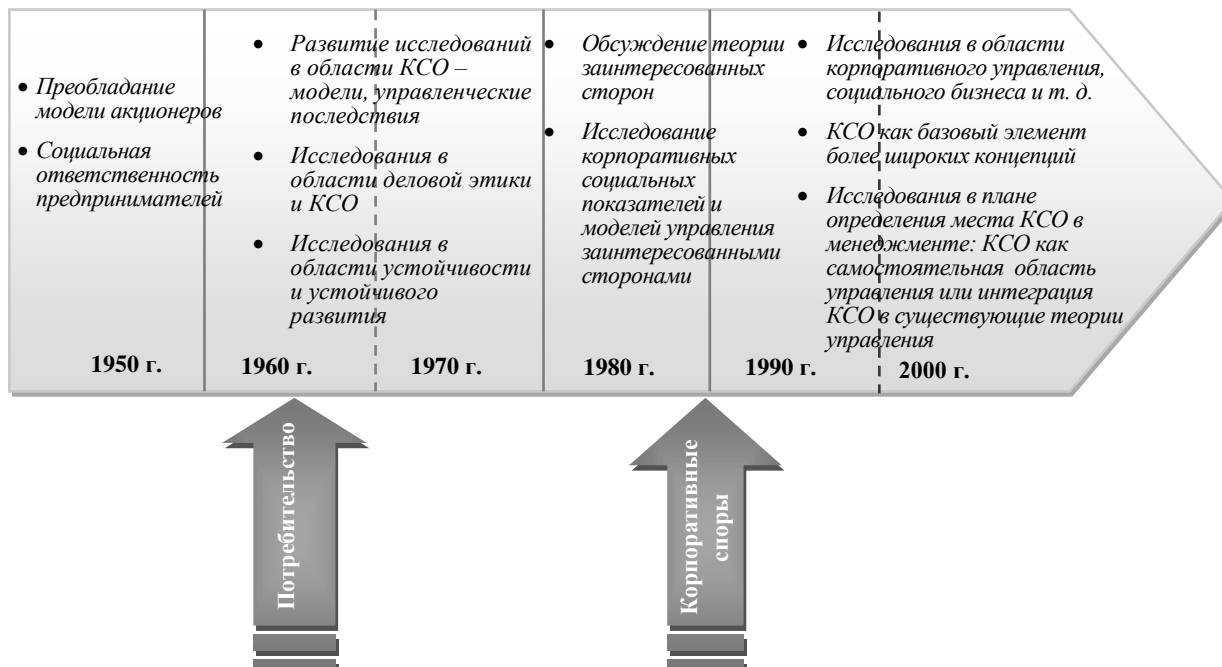 • Преобладание
модели акционеров
• Социальная
ответственность
предпринимателей
• Развитие исследований
в области КСО –
модели, управленческие
последствия
• Исследования в
области деловой этики
и КСО
• Исследования в
области устойчивости
и устойчивого
развития
• Обсуждение теории
заинтересованных
сторон
• Исследование
корпоративных
социальных
показателей и
моделей управления
заинтересованными
сторонами
• Исследования в области
корпоративного управления,
социального бизнеса и т. д.
• КСО как базовый элемент
более широких концепций
• Исследования в плане
определения места КСО в
менеджменте: КСО как
самостоятельная область
управления или интеграция
КСО в существующие теории
управления
1950 г.
1960 г.
1970 г.
1980 г.
1990 г.
2000 г.
Потребительство
Корпоративные
споры